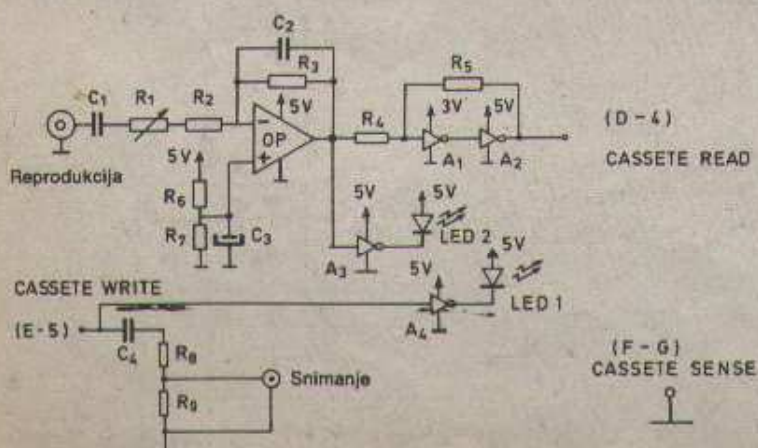 C2
R3
R5
C1
R1
R2
5V
3V
5V
(D-4)
OP
R4
A1
A2
CASSETE READ
Reprodukcija
5V
R6
5V
5V
R7
C3
LED 2
A3
5V
5V
CASSETE WRITE
LED 1
(E-5)
A4
C4
R8
(F-G)
Snimanje
CASSETE SENSE
R9